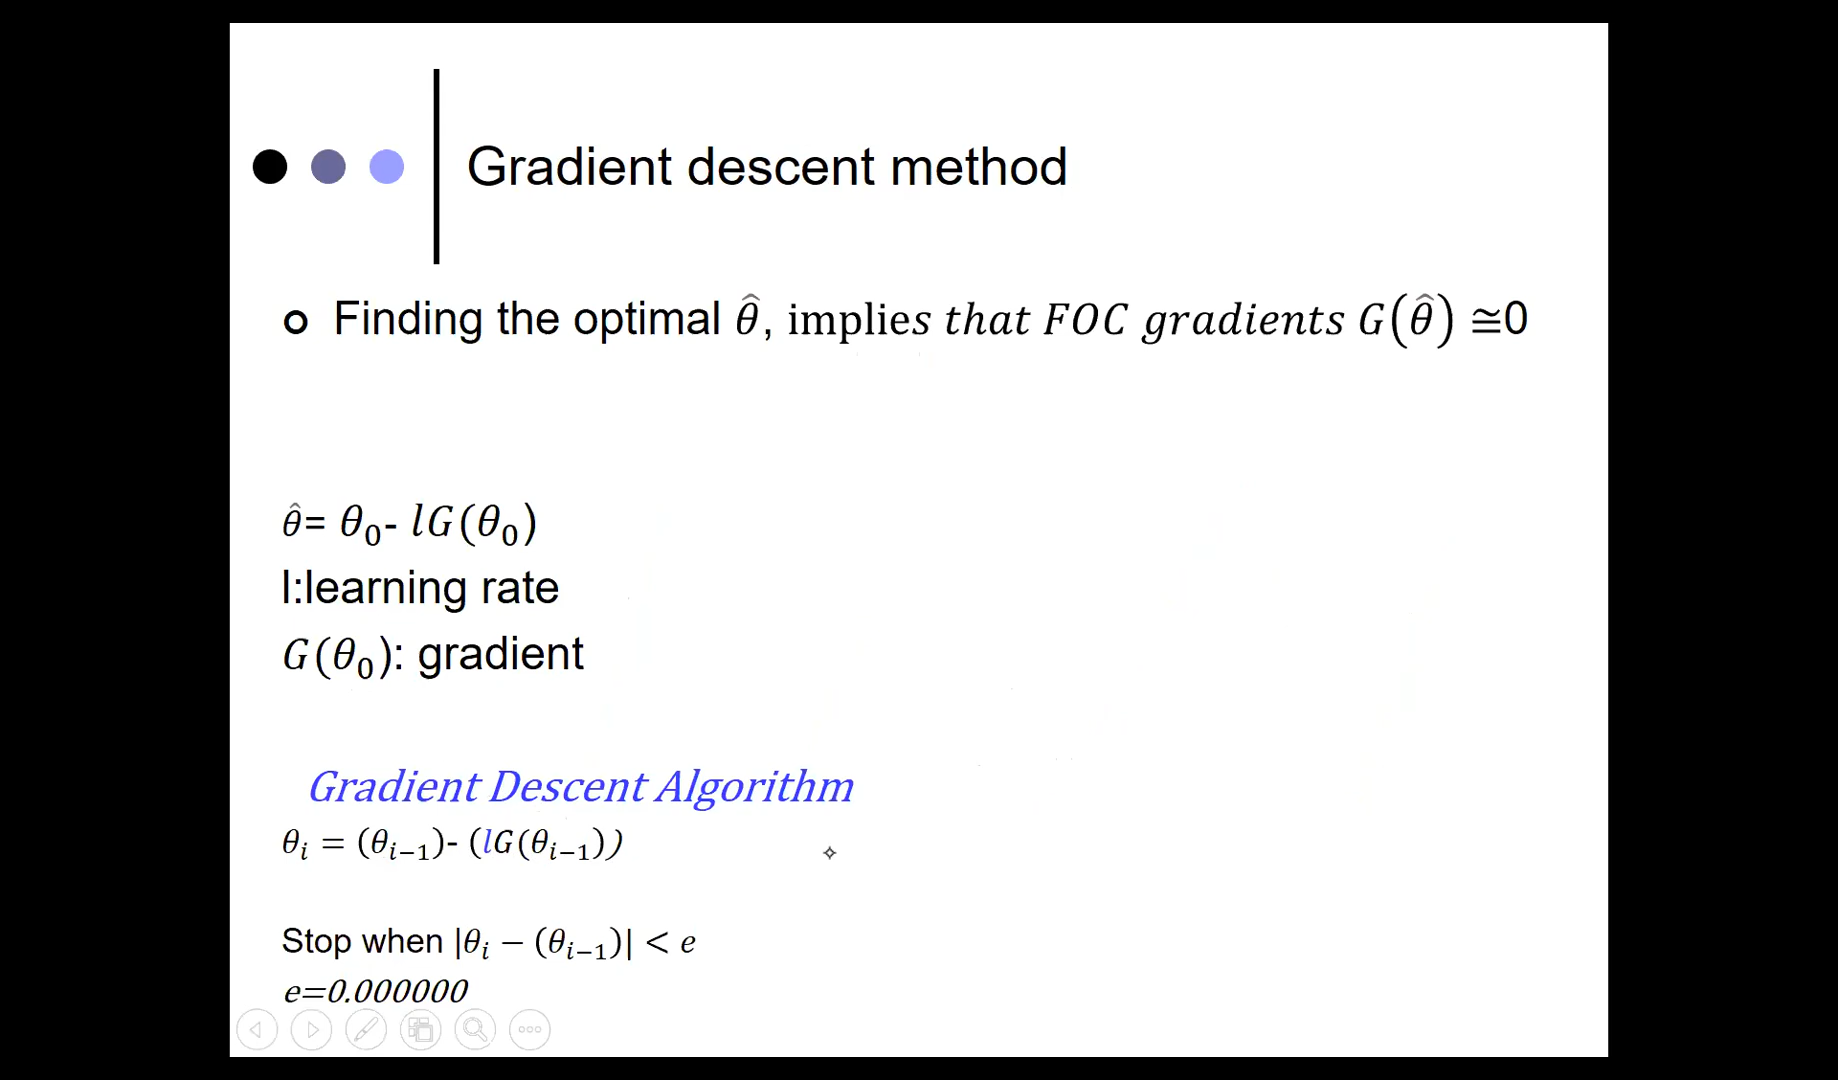 Gradient descent method
Finding the optimal θ̂, implies that FOC gradients G(θ̂) ≅0
θ̂= θ₀- lG(θ₀)
l:learning rate
G(θ₀): gradient
Gradient Descent Algorithm
θᵢ = (θᵢ₋₁)- (lG(θᵢ₋₁))
Stop when |θᵢ − (θᵢ₋₁)| < e
e=0.000000